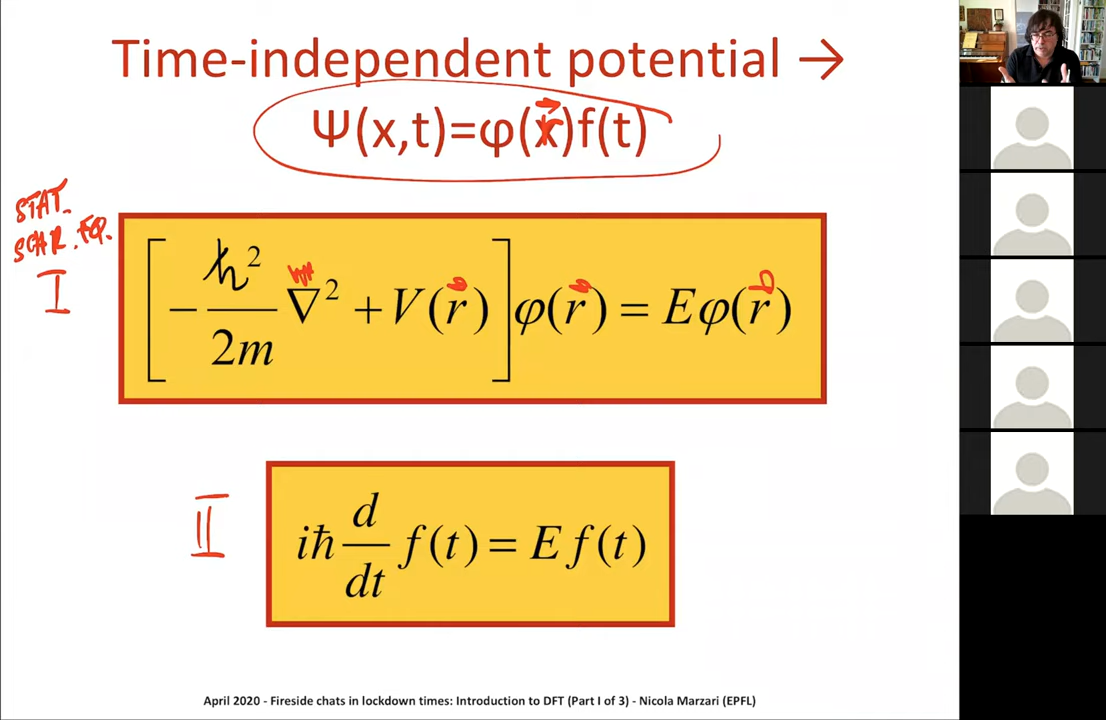 Time-independent potential →
Ψ(x,t)=φ(r⃗)f(t)
STAT.
SCHR. EQ.
I
[-ℏ²/2m ∇² + V(r⃗)]φ(r⃗) = Eφ(r⃗)
II
iℏ d/dt f(t) = E f(t)
April 2020 - Fireside chats in lockdown times: Introduction to DFT (Part I of 3) - Nicola Marzari (EPFL)